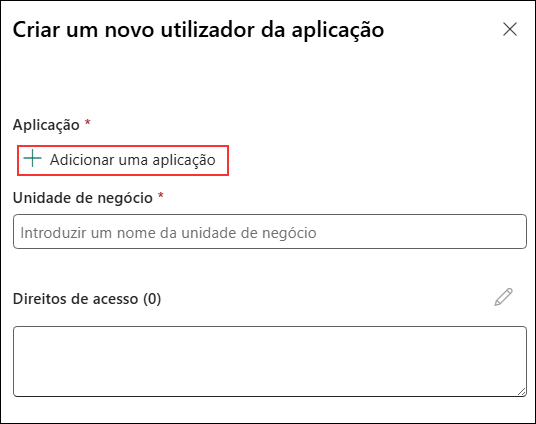 Criar um novo utilizador da aplicação
Aplicação *
Adicionar uma aplicação
Unidade de negócio *
Introduzir um nome da unidade de negócio
Direitos de acesso (0)